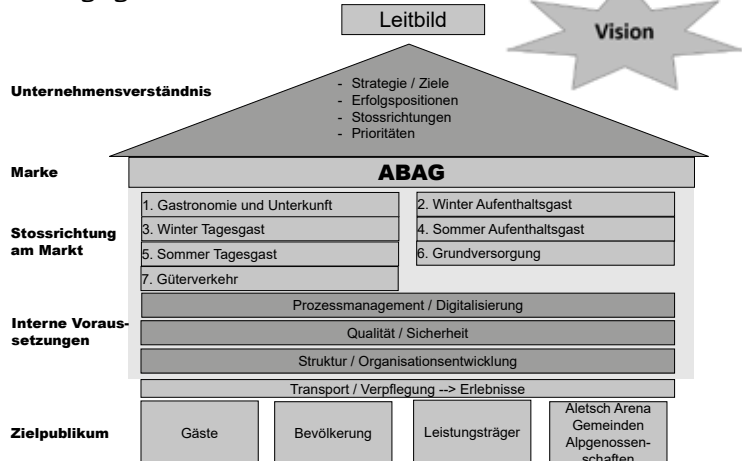 Leitbild
Vision
Unternehmensverständnis
- Strategie / Ziele
- Erfolgspositionen
- Stossrichtungen
- Prioritäten
Marke
ABAG
Stossrichtung
am Markt
1. Gastronomie und Unterkunft
2. Winter Aufenthaltsgast
3. Winter Tagesgast
4. Sommer Aufenthaltsgast
5. Sommer Tagesgast
6. Grundversorgung
7. Güterverkehr
Interne Voraus-
setzungen
Prozessmanagement / Digitalisierung
Qualität / Sicherheit
Struktur / Organisationsentwicklung
Transport / Verpflegung --> Erlebnisse
Zielpublikum
Gäste
Bevölkerung
Leistungsträger
Aletsch Arena
Gemeinden
Alpgenossen-
schaften